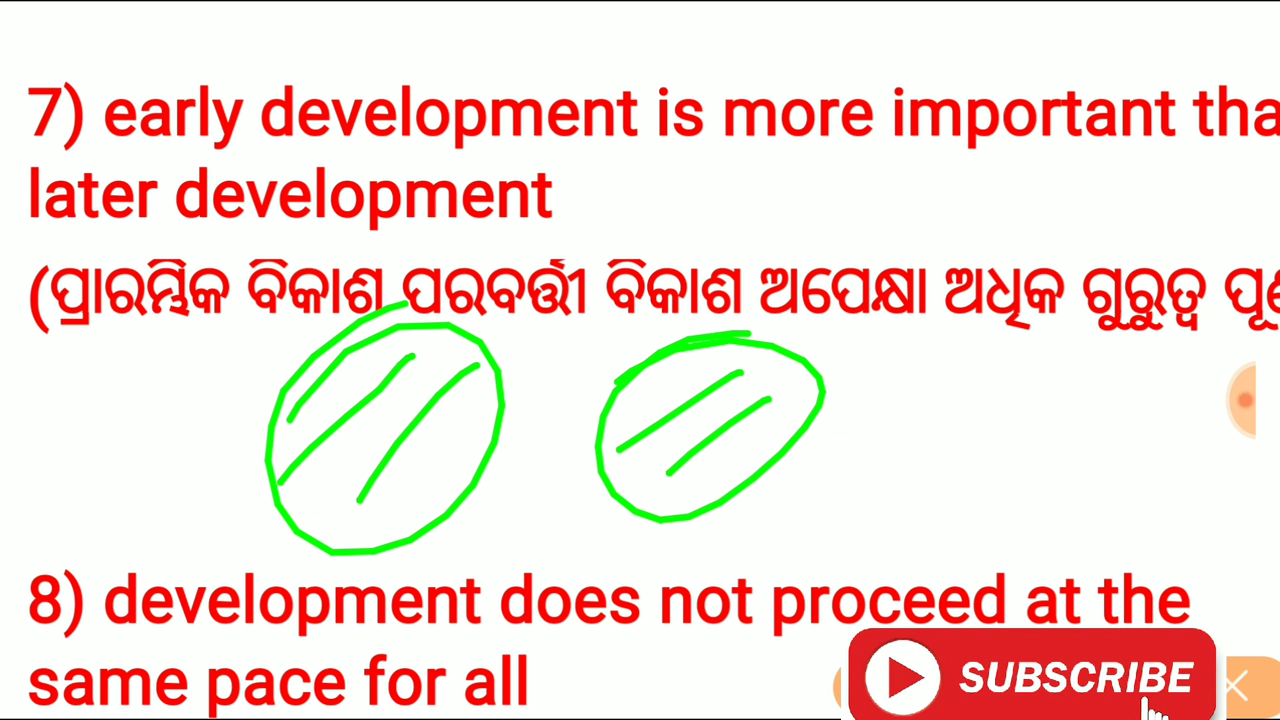 7) early development is more important tha
later development
(ପ୍ରାରମ୍ଭିକ ବିକାଶ ପରବର୍ତ୍ତୀ ବିକାଶ ଅପେକ୍ଷା ଅଧିକ ଗୁରୁତ୍ୱ ପୂର୍ଣ
8) development does not proceed at the
same pace for all
SUBSCRIBE